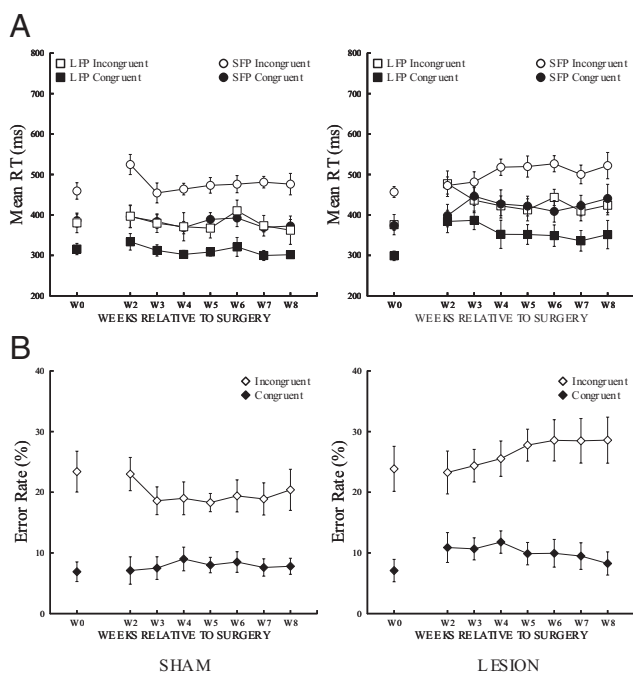 A
800
700
600
500
400
300
200
Mean RT (ms)
LFP Incongruent
LFP Congruent
SFP Incongruent
SFP Congruent
W0 W2 W3 W4 W5 W6 W7 W8
WEEKS RELATIVE TO SURGERY
800
700
600
500
400
300
200
Mean RT (ms)
LFP Incongruent
LFP Congruent
SFP Incongruent
SFP Congruent
W0 W2 W3 W4 W5 W6 W7 W8
WEEKS RELATIVE TO SURGERY
B
40
30
20
10
0
Error Rate (%)
Incongruent
Congruent
W0 W2 W3 W4 W5 W6 W7 W8
WEEKS RELATIVE TO SURGERY
SHAM
40
30
20
10
0
Error Rate (%)
Incongruent
Congruent
W0 W2 W3 W4 W5 W6 W7 W8
WEEKS RELATIVE TO SURGERY
LESION